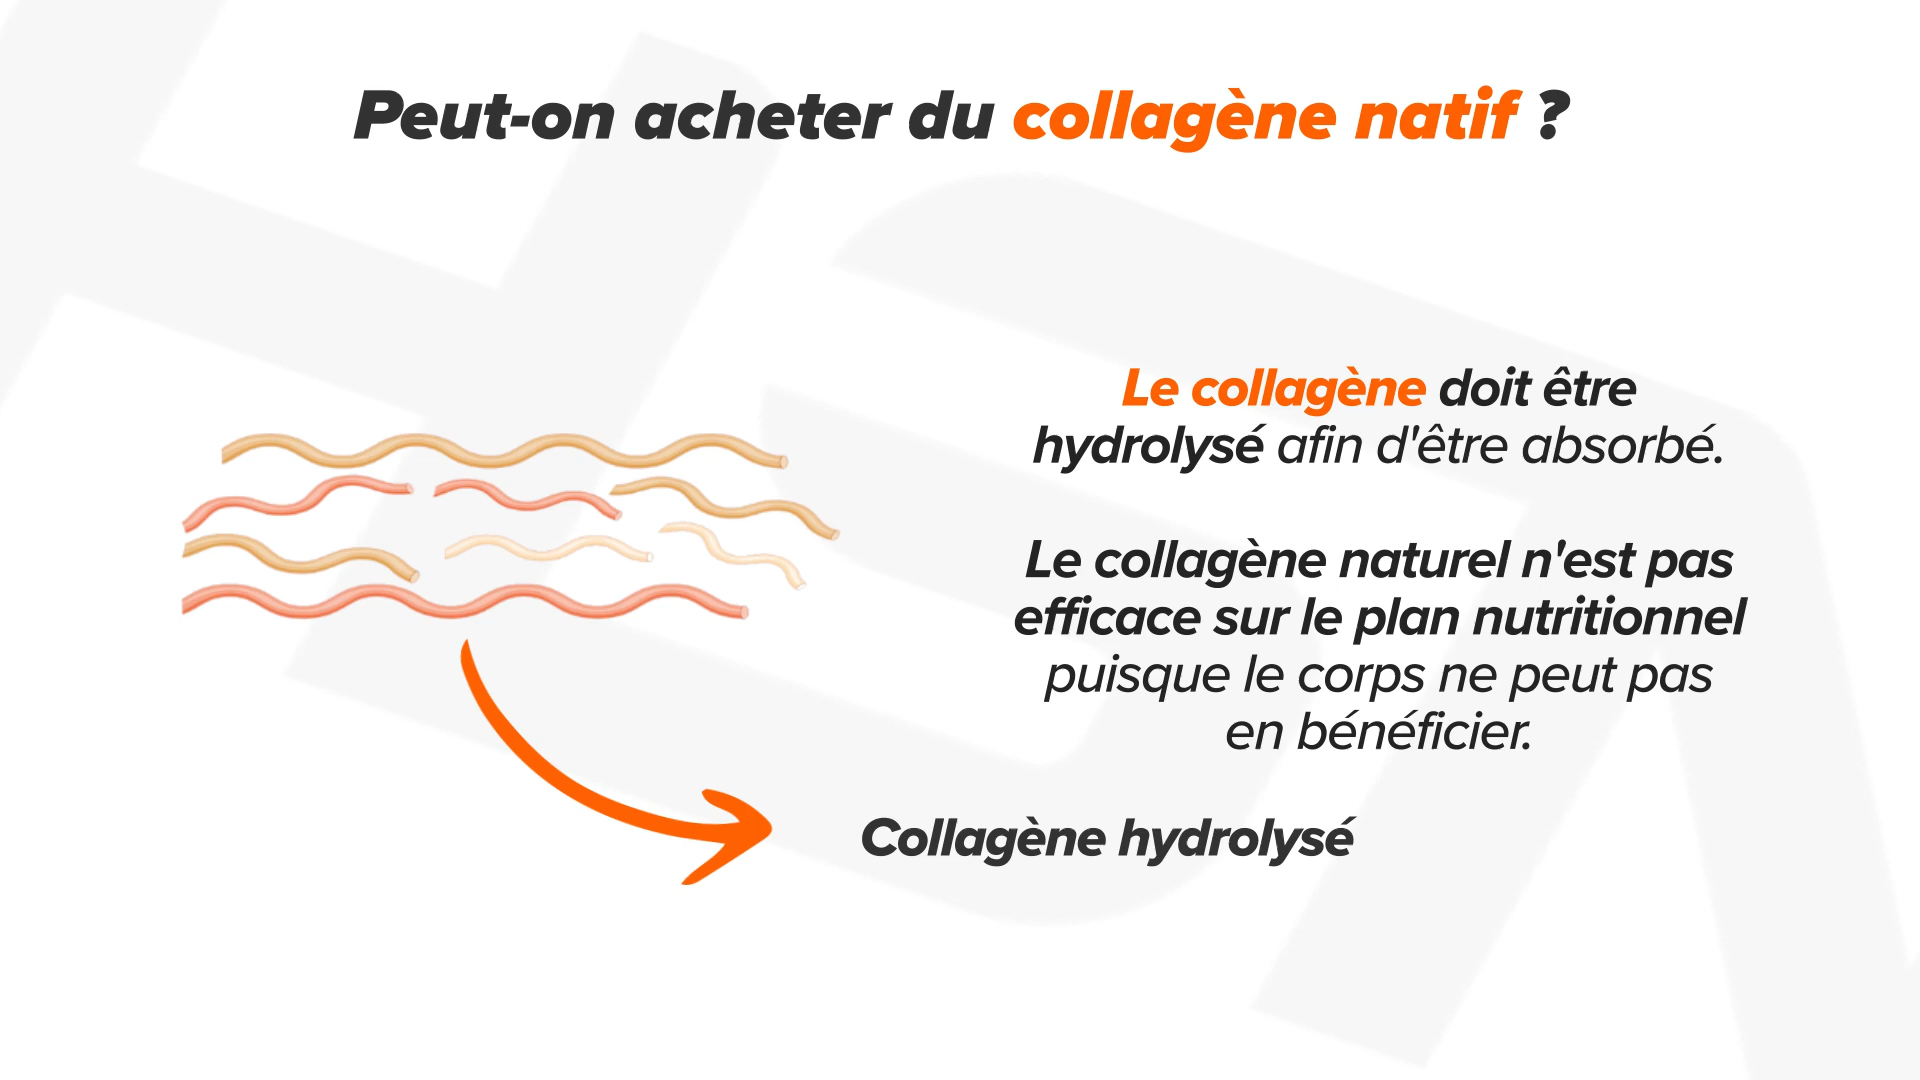 Peut-on acheter du collagène natif ?
Le collagène doit être
hydrolysé afin d'être absorbé.
Le collagène naturel n'est pas
efficace sur le plan nutritionnel
puisque le corps ne peut pas
en bénéficier.
Collagène hydrolysé